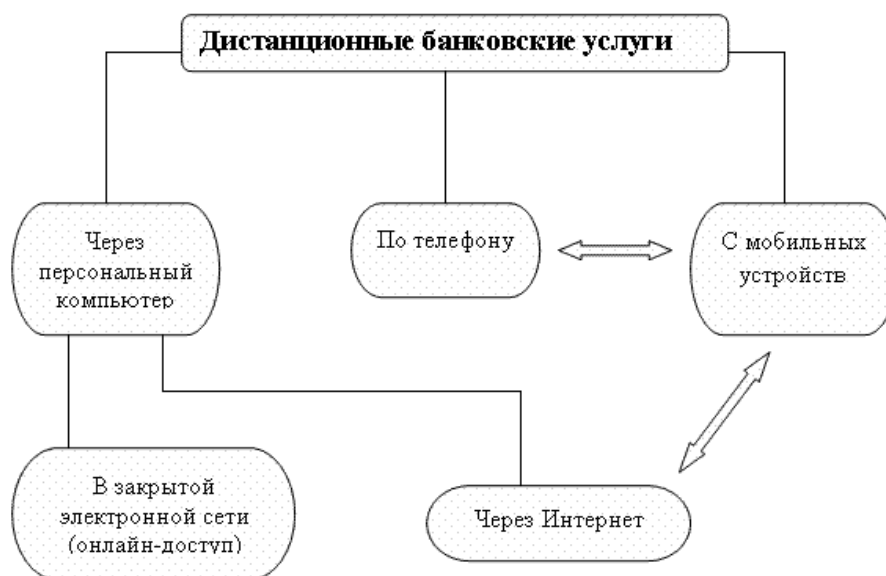 Дистанционные банковские услуги
Через
персональный
компьютер
По телефону
С мобильных
устройств
В закрытой
электронной сети
(онлайн-доступ)
Через Интернет